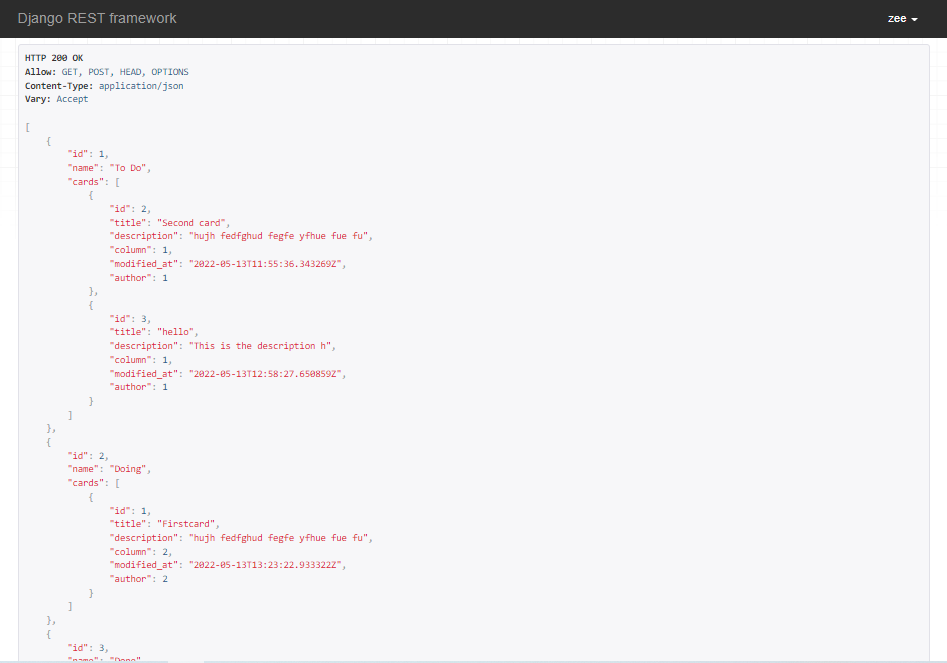 Django REST framework
zee
HTTP 200 OK
Allow: GET, POST, HEAD, OPTIONS
Content-Type: application/json
Vary: Accept
[
    {
        "id": 1,
        "name": "To Do",
        "cards": [
            {
                "id": 2,
                "title": "Second card",
                "description": "hujh fedfghud fegfe yfhue fue fu",
                "column": 1,
                "modified_at": "2022-05-13T11:55:36.343269Z",
                "author": 1
            },
            {
                "id": 3,
                "title": "hello",
                "description": "This is the description h",
                "column": 1,
                "modified_at": "2022-05-13T12:58:27.650859Z",
                "author": 1
            }
        ]
    },
    {
        "id": 2,
        "name": "Doing",
        "cards": [
            {
                "id": 1,
                "title": "Firstcard",
                "description": "hujh fedfghud fegfe yfhue fue fu",
                "column": 2,
                "modified_at": "2022-05-13T13:23:22.933322Z",
                "author": 2
            }
        ]
    },
    {
        "id": 3,
        "name": "Done"